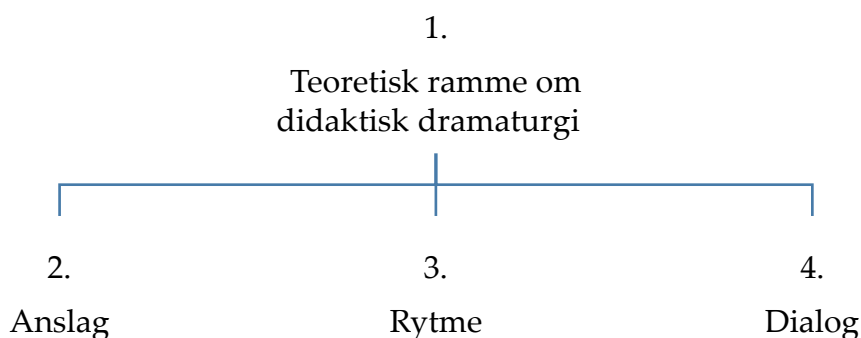 1.
Teoretisk ramme om
didaktisk dramaturgi
2.
3.
4.
Anslag
Rytme
Dialog